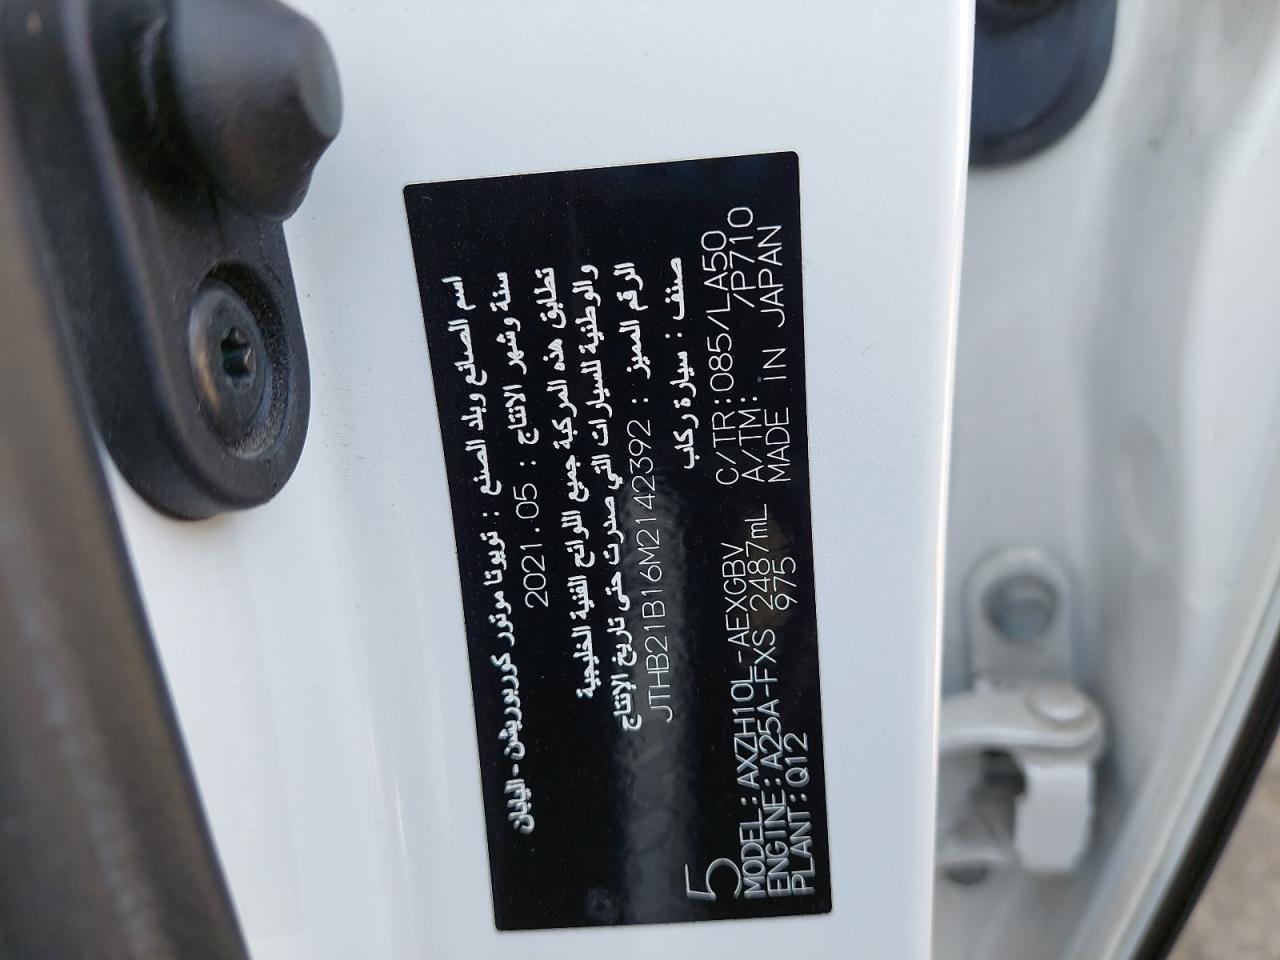 اسم الصانع وبلد الصنع : تويوتا موتور كوربوريشن - اليابان
سنة وشهر الانتاج : 2021.05
تطابق هذه المركبة جميع اللوائح الفنية الخليجية
والوطنية للسيارات التي صدرت حتى تاريخ الإنتاج
الرقم المميز : JTHB21B16M2142392
صنف : سيارة ركاب
5
MODEL:AXZH10L-AEXGBV C/TR:085/LA50
ENGINE:A25A-FXS 2487mL A/TM: /P710
PLANT:Q12 975 MADE IN JAPAN